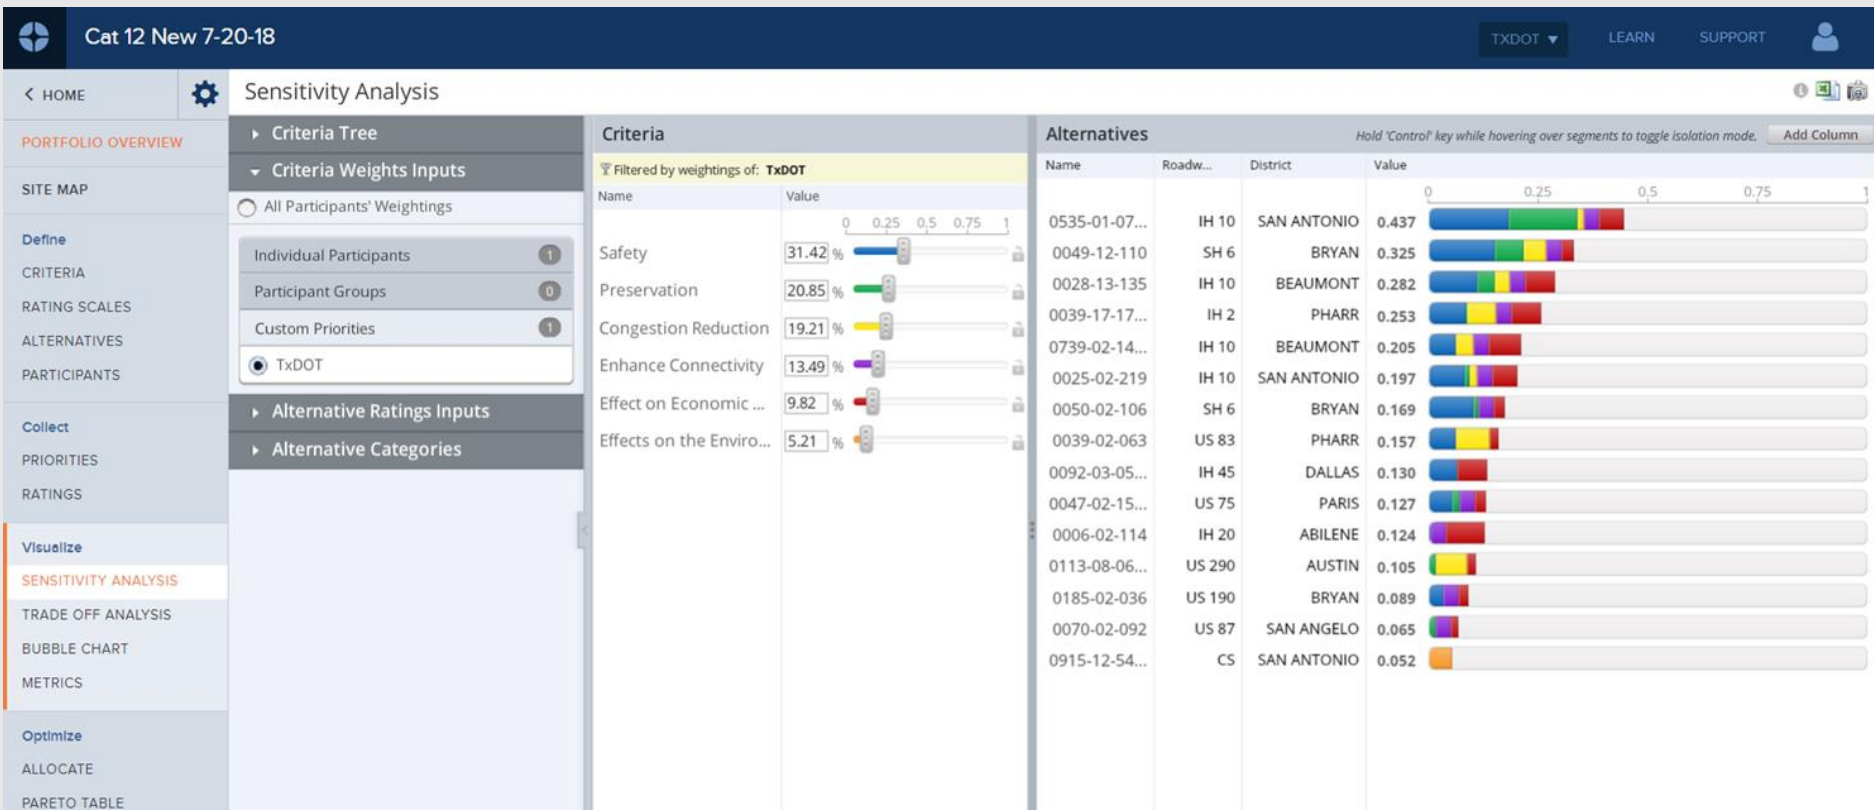 Cat 12 New 7-20-18
TXDOT ▼ LEARN SUPPORT
< HOME
Sensitivity Analysis
PORTFOLIO OVERVIEW
SITE MAP
Define
CRITERIA
RATING SCALES
ALTERNATIVES
PARTICIPANTS
Collect
PRIORITIES
RATINGS
Visualize
SENSITIVITY ANALYSIS
TRADE OFF ANALYSIS
BUBBLE CHART
METRICS
Optimize
ALLOCATE
PARETO TABLE
Criteria Tree
Criteria Weights Inputs
All Participants' Weightings
Individual Participants 1
Participant Groups 0
Custom Priorities 1
TxDOT
Alternative Ratings Inputs
Alternative Categories
Criteria
Filtered by weightings of: TxDOT
Name Value
0 0.25 0.5 0.75 1
Safety 31.42 %
Preservation 20.85 %
Congestion Reduction 19.21 %
Enhance Connectivity 13.49 %
Effect on Economic ... 9.82 %
Effects on the Enviro... 5.21 %
Alternatives Hold 'Control' key while hovering over segments to toggle isolation mode. Add Column
Name Roadw... District Value
0 0.25 0.5 0.75 1
0535-01-07... IH 10 SAN ANTONIO 0.437
0049-12-110 SH 6 BRYAN 0.325
0028-13-135 IH 10 BEAUMONT 0.282
0039-17-17... IH 2 PHARR 0.253
0739-02-14... IH 10 BEAUMONT 0.205
0025-02-219 IH 10 SAN ANTONIO 0.197
0050-02-106 SH 6 BRYAN 0.169
0039-02-063 US 83 PHARR 0.157
0092-03-05... IH 45 DALLAS 0.130
0047-02-15... US 75 PARIS 0.127
0006-02-114 IH 20 ABILENE 0.124
0113-08-06... US 290 AUSTIN 0.105
0185-02-036 US 190 BRYAN 0.089
0070-02-092 US 87 SAN ANGELO 0.065
0915-12-54... CS SAN ANTONIO 0.052